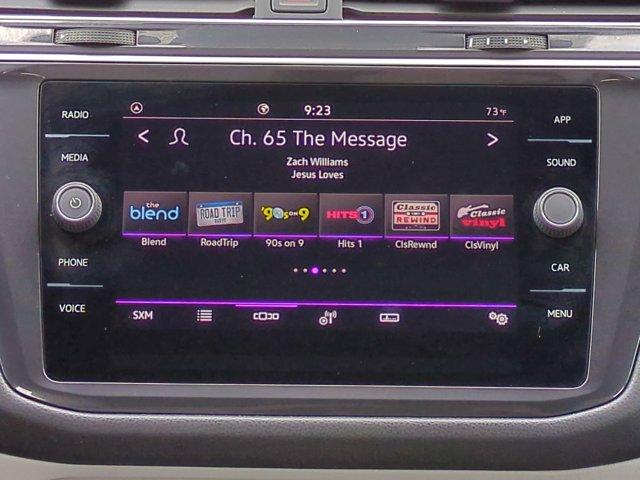 RADIO
MEDIA
PHONE
VOICE
9:23
73°F
Ch. 65 The Message
Zach Williams
Jesus Loves
the blend
ROAD TRIP
'90s on 9
HITS 1
Classic REWIND
Classic vinyl
Blend
RoadTrip
90s on 9
Hits 1
ClsRewnd
ClsVinyl
SXM
APP
SOUND
CAR
MENU